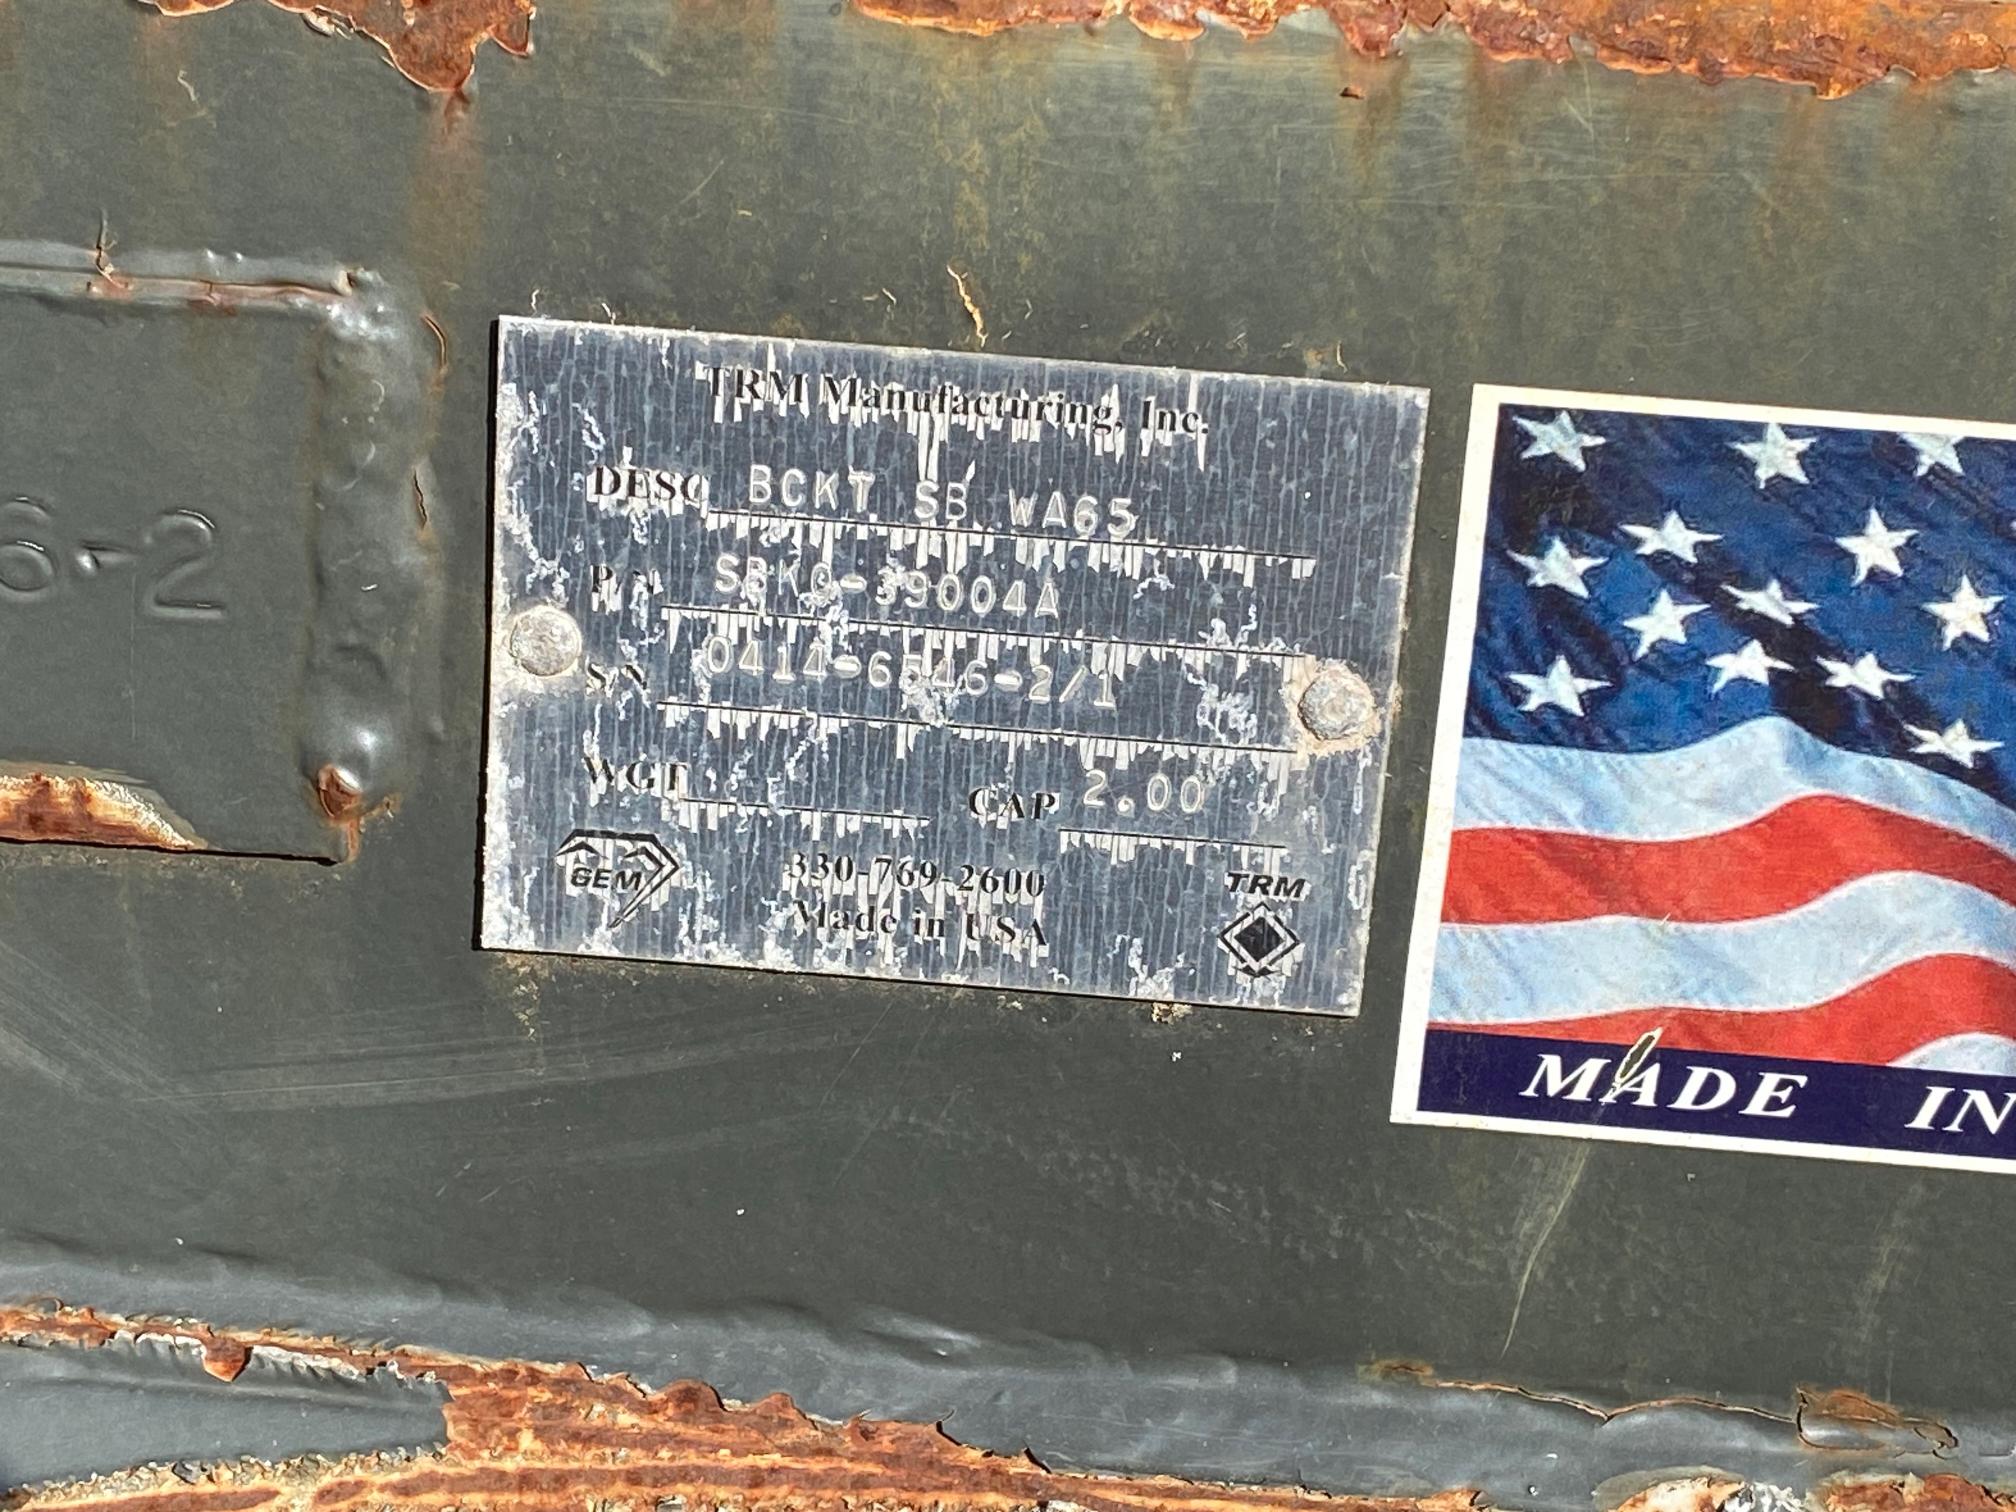 6-2
TRM Manufacturing, Inc.
DESC BCKT SB WA65
P/N SBKO-39004A
S/N 0414-6546-2/1
WGT CAP 2.00
GEM 330-769-2600 TRM
Made in USA
MADE IN